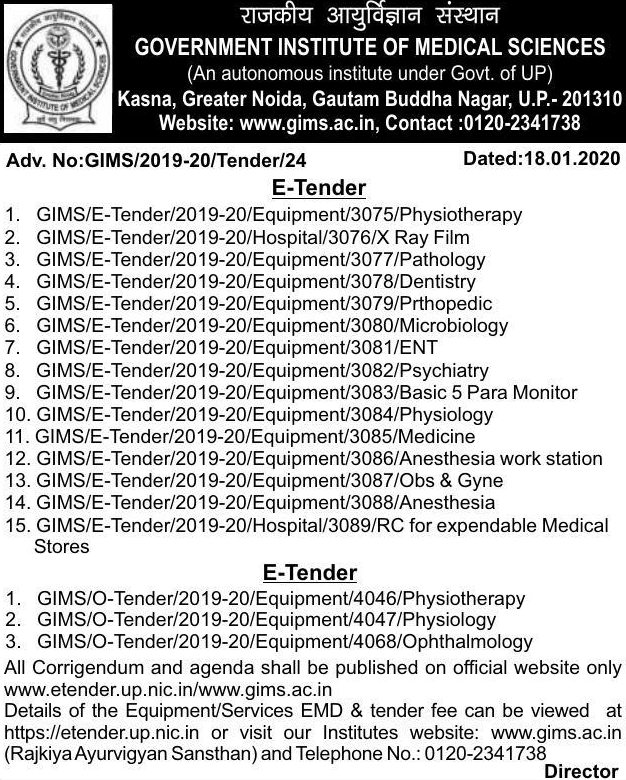 राजकीय आयुर्विज्ञान संस्थान
GOVERNMENT INSTITUTE OF MEDICAL SCIENCES
(An autonomous institute under Govt. of UP)
Kasna, Greater Noida, Gautam Buddha Nagar, U.P.- 201310
Website: www.gims.ac.in, Contact :0120-2341738
GOVERNMENT INSTITUTE OF MEDICAL SCIENCES
Adv. No:GIMS/2019-20/Tender/24 Dated:18.01.2020
E-Tender
1. GIMS/E-Tender/2019-20/Equipment/3075/Physiotherapy
2. GIMS/E-Tender/2019-20/Hospital/3076/X Ray Film
3. GIMS/E-Tender/2019-20/Equipment/3077/Pathology
4. GIMS/E-Tender/2019-20/Equipment/3078/Dentistry
5. GIMS/E-Tender/2019-20/Equipment/3079/Prthopedic
6. GIMS/E-Tender/2019-20/Equipment/3080/Microbiology
7. GIMS/E-Tender/2019-20/Equipment/3081/ENT
8. GIMS/E-Tender/2019-20/Equipment/3082/Psychiatry
9. GIMS/E-Tender/2019-20/Equipment/3083/Basic 5 Para Monitor
10. GIMS/E-Tender/2019-20/Equipment/3084/Physiology
11. GIMS/E-Tender/2019-20/Equipment/3085/Medicine
12. GIMS/E-Tender/2019-20/Equipment/3086/Anesthesia work station
13. GIMS/E-Tender/2019-20/Equipment/3087/Obs & Gyne
14. GIMS/E-Tender/2019-20/Equipment/3088/Anesthesia
15. GIMS/E-Tender/2019-20/Hospital/3089/RC for expendable Medical
Stores
E-Tender
1. GIMS/O-Tender/2019-20/Equipment/4046/Physiotherapy
2. GIMS/O-Tender/2019-20/Equipment/4047/Physiology
3. GIMS/O-Tender/2019-20/Equipment/4068/Ophthalmology
All Corrigendum and agenda shall be published on official website only
www.etender.up.nic.in/www.gims.ac.in
Details of the Equipment/Services EMD & tender fee can be viewed at
https://etender.up.nic.in or visit our Institutes website: www.gims.ac.in
(Rajkiya Ayurvigyan Sansthan) and Telephone No.: 0120-2341738
Director